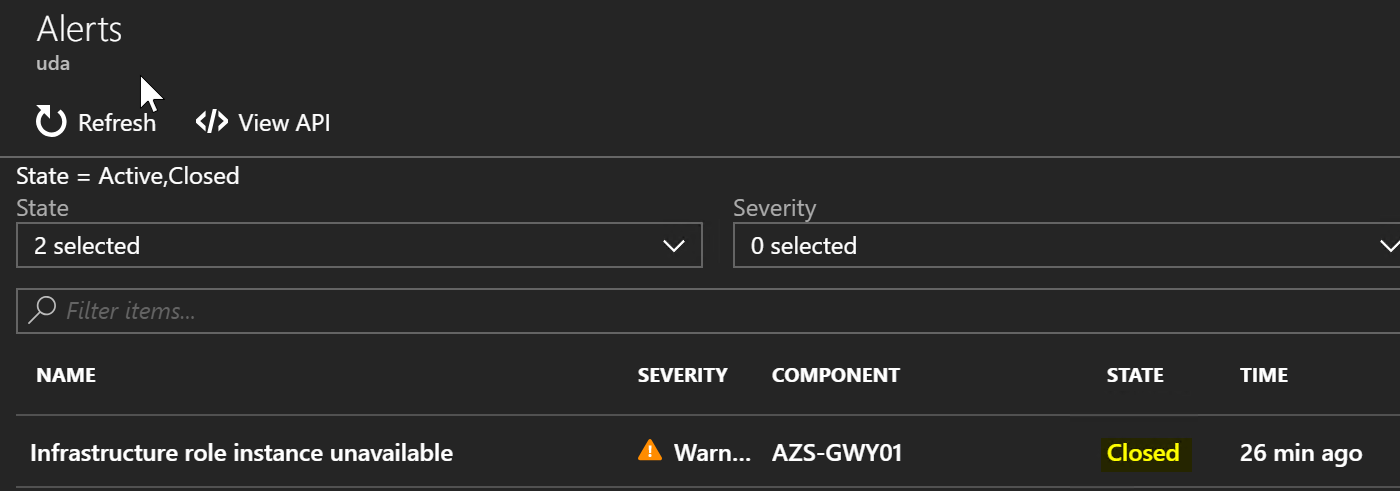 Alerts
uda
Refresh View API
State = Active,Closed
State Severity
2 selected 0 selected
Filter items...
NAME SEVERITY COMPONENT STATE TIME
Infrastructure role instance unavailable Warn... AZS-GWY01 Closed 26 min ago